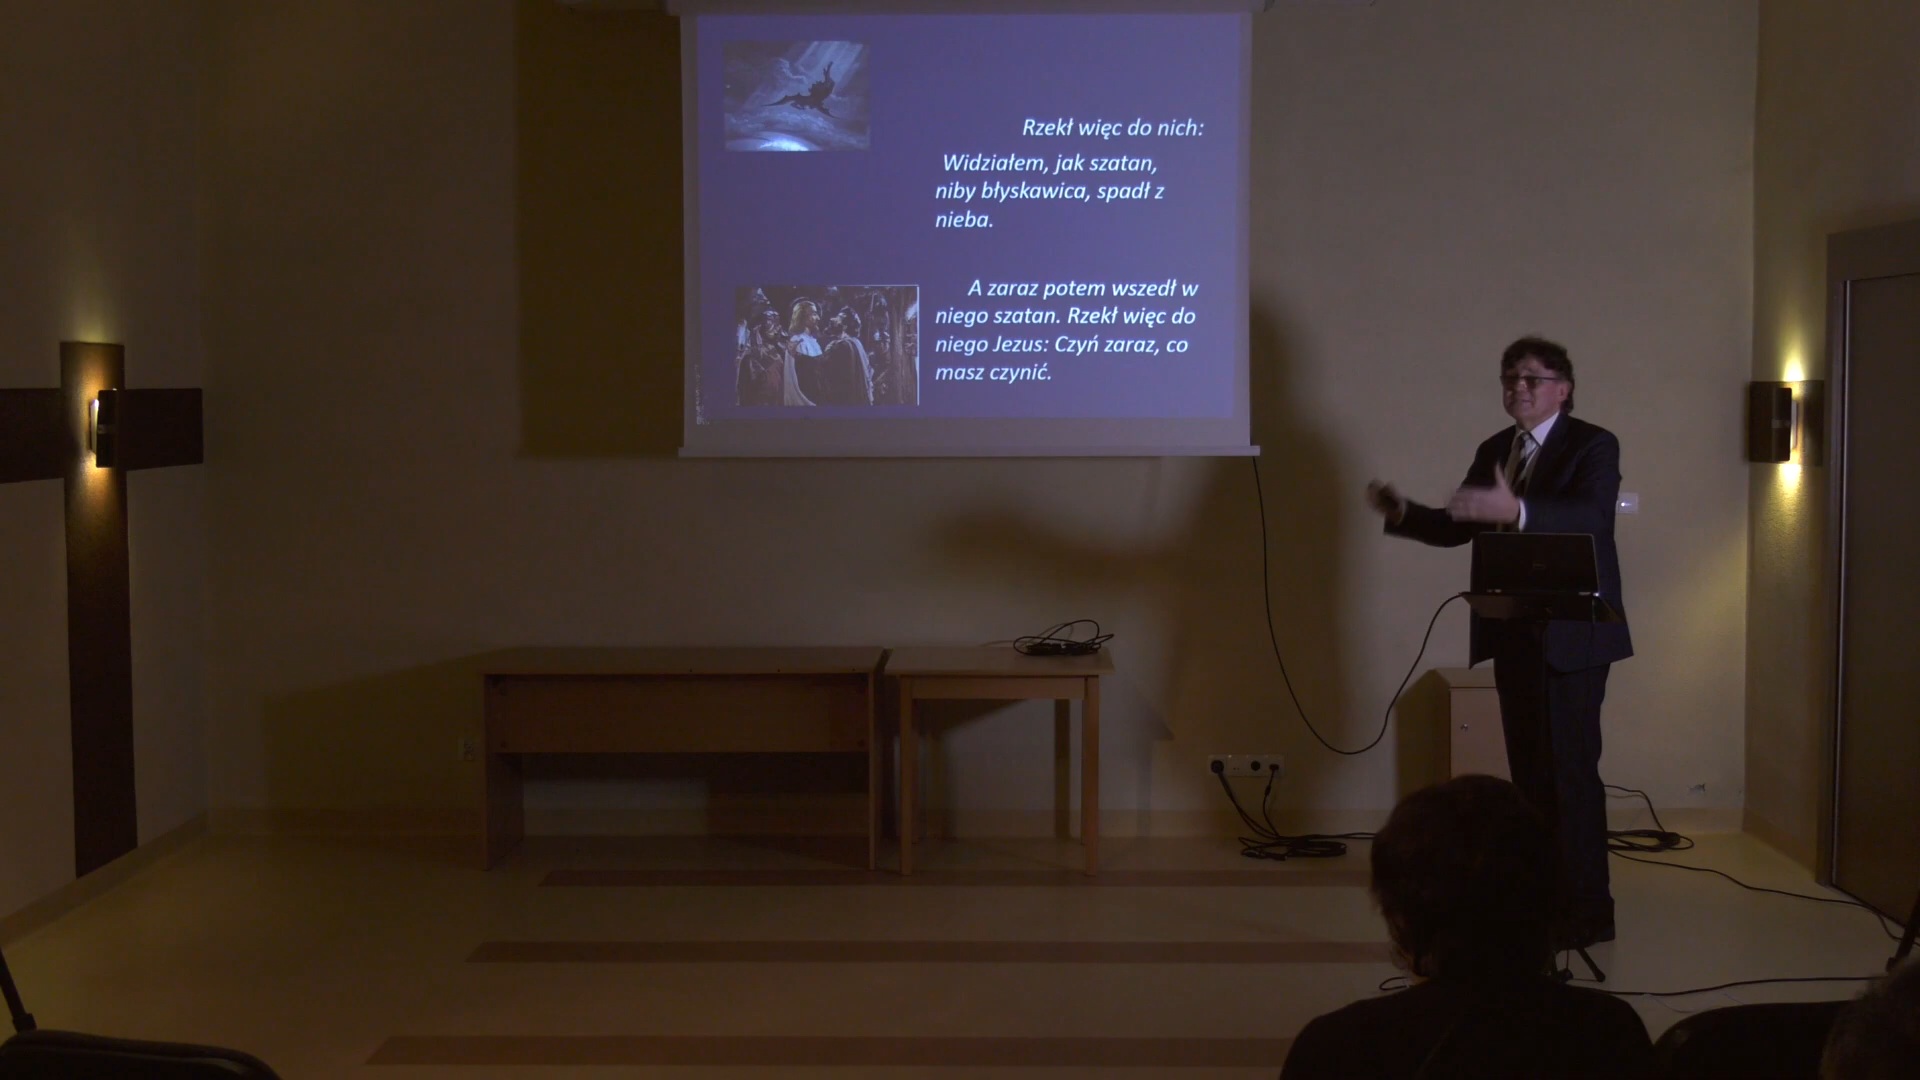 Rzekł więc do nich:
Widziałem, jak szatan,
niby błyskawica, spadł z
nieba.
A zaraz potem wszedł w
niego szatan. Rzekł więc do
niego Jezus: Czyń zaraz, co
masz czynić.